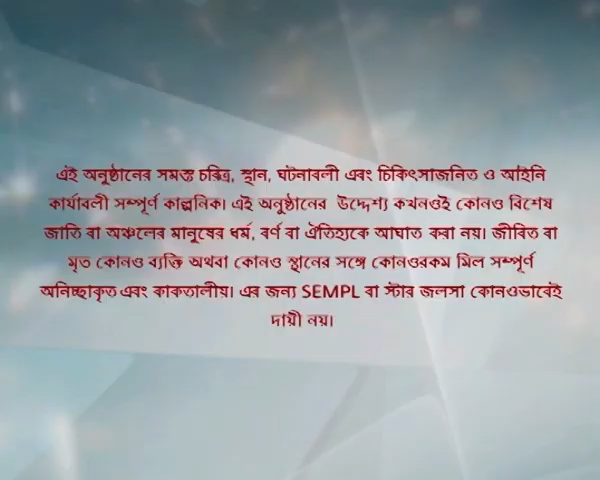 এই অনুষ্ঠানের সমস্ত চরিত্র, স্থান, ঘটনাবলী এবং চিকিৎসাজনিত ও আইনি
কার্যাবলী সম্পূর্ণ কাল্পনিক। এই অনুষ্ঠানের উদ্দেশ্য কখনওই কোনও বিশেষ
জাতি বা অঞ্চলের মানুষের ধর্ম, বর্ণ বা ঐতিহ্যকে আঘাত করা নয়। জীবিত বা
মৃত কোনও ব্যক্তি অথবা কোনও স্থানের সঙ্গে কোনওরকম মিল সম্পূর্ণ
অনিচ্ছাকৃত এবং কাকতালীয়। এর জন্য SEMPL বা স্টার জলসা কোনওভাবেই
দায়ী নয়।